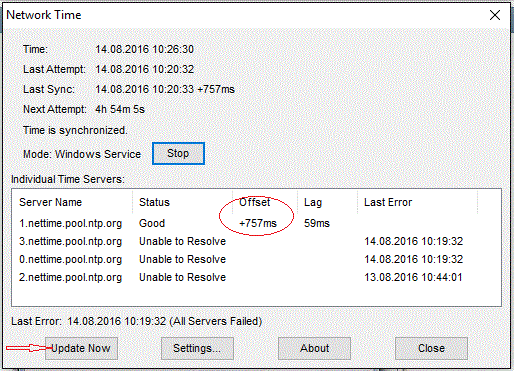 Network Time
Time: 14.08.2016 10:26:30
Last Attempt: 14.08.2016 10:20:32
Last Sync: 14.08.2016 10:20:33 +757ms
Next Attempt: 4h 54m 5s
Time is synchronized.
Mode: Windows Service Stop
Individual Time Servers:
Server Name Status Offset Lag Last Error
1.nettime.pool.ntp.org Good +757ms 59ms
3.nettime.pool.ntp.org Unable to Resolve 14.08.2016 10:19:32
0.nettime.pool.ntp.org Unable to Resolve 14.08.2016 10:19:32
2.nettime.pool.ntp.org Unable to Resolve 13.08.2016 10:44:01
Last Error: 14.08.2016 10:19:32 (All Servers Failed)
Update Now Settings... About Close